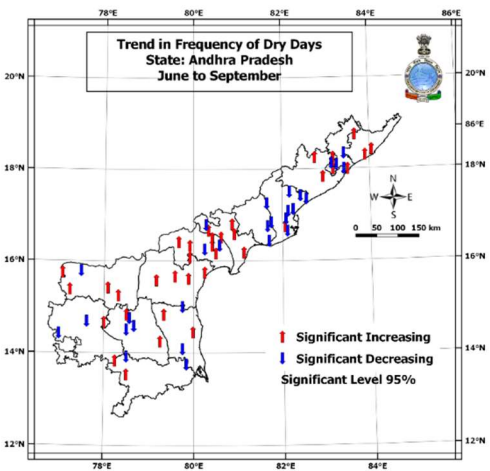 78°E 80°E 82°E 84°E 86°E
Trend in Frequency of Dry Days
State: Andhra Pradesh
June to September
20°N 20°N
86°E
18°N 18°N
N
W E
S
0 50 100 150 km
16°N 16°N
Significant Increasing
Significant Decreasing
Significant Level 95%
14°N 14°N
12°N 12°N
78°E 80°E 82°E 84°E